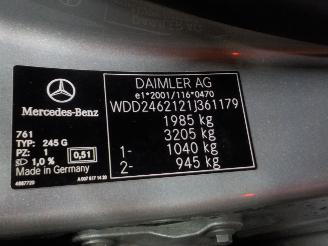 DAIMLER AG
e1*2001/116*0470
WDD2462121J361179
1985 kg
3205 kg
1- 1040 kg
2- 945 kg
Mercedes-Benz
761
TYP: 245 G
PZ: 1
1,0 % 0,51
Made in Germany